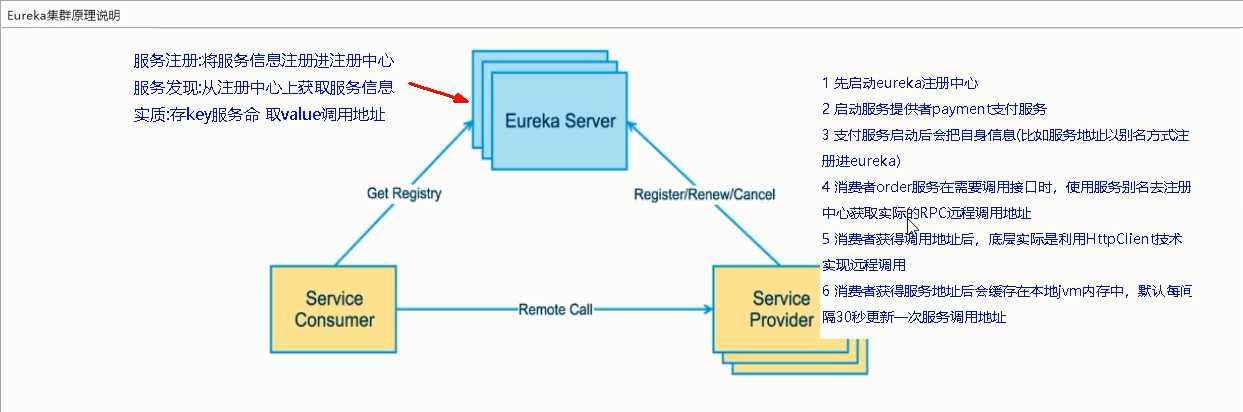 Eureka集群原理说明
服务注册:将服务信息注册进注册中心
服务发现:从注册中心上获取服务信息
实质:存key服务命 取value调用地址
Eureka Server
Get Registry
Register/Renew/Cancel
Service
Consumer
Remote Call
Service
Provider
1 先启动eureka注册中心
2 启动服务提供者payment支付服务
3 支付服务启动后会把自身信息(比如服务地址以别名方式注
册进eureka)
4 消费者order服务在需要调用接口时，使用服务别名去注册
中心获取实际的RPC远程调用地址
5 消费者获得调用地址后，底层实际是利用HttpClient技术
实现远程调用
6 消费者获得服务地址后会缓存在本地jvm内存中，默认每间
隔30秒更新一次服务调用地址